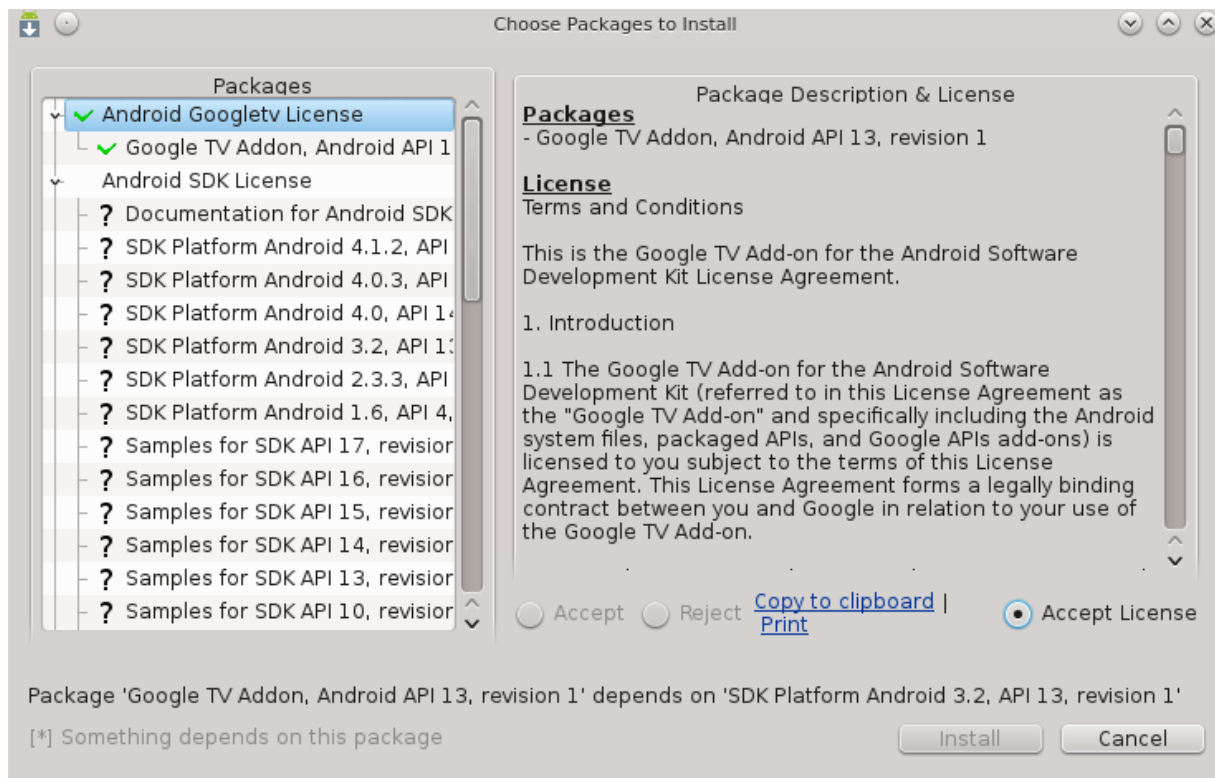 Choose Packages to Install
Packages
Android Googletv License
Google TV Addon, Android API 1
Android SDK License
? Documentation for Android SDK
? SDK Platform Android 4.1.2, API
? SDK Platform Android 4.0.3, API
? SDK Platform Android 4.0, API 14
? SDK Platform Android 3.2, API 13
? SDK Platform Android 2.3.3, API
? SDK Platform Android 1.6, API 4,
? Samples for SDK API 17, revision
? Samples for SDK API 16, revision
? Samples for SDK API 15, revision
? Samples for SDK API 14, revision
? Samples for SDK API 13, revision
? Samples for SDK API 10, revision
Package Description & License
Packages
- Google TV Addon, Android API 13, revision 1
License
Terms and Conditions
This is the Google TV Add-on for the Android Software
Development Kit License Agreement.
1. Introduction
1.1 The Google TV Add-on for the Android Software
Development Kit (referred to in this License Agreement as
the "Google TV Add-on" and specifically including the Android
system files, packaged APIs, and Google APIs add-ons) is
licensed to you subject to the terms of this License
Agreement. This License Agreement forms a legally binding
contract between you and Google in relation to your use of
the Google TV Add-on.
Accept Reject Copy to clipboard | Accept License
Print
Package 'Google TV Addon, Android API 13, revision 1' depends on 'SDK Platform Android 3.2, API 13, revision 1'
[*] Something depends on this package
Install Cancel